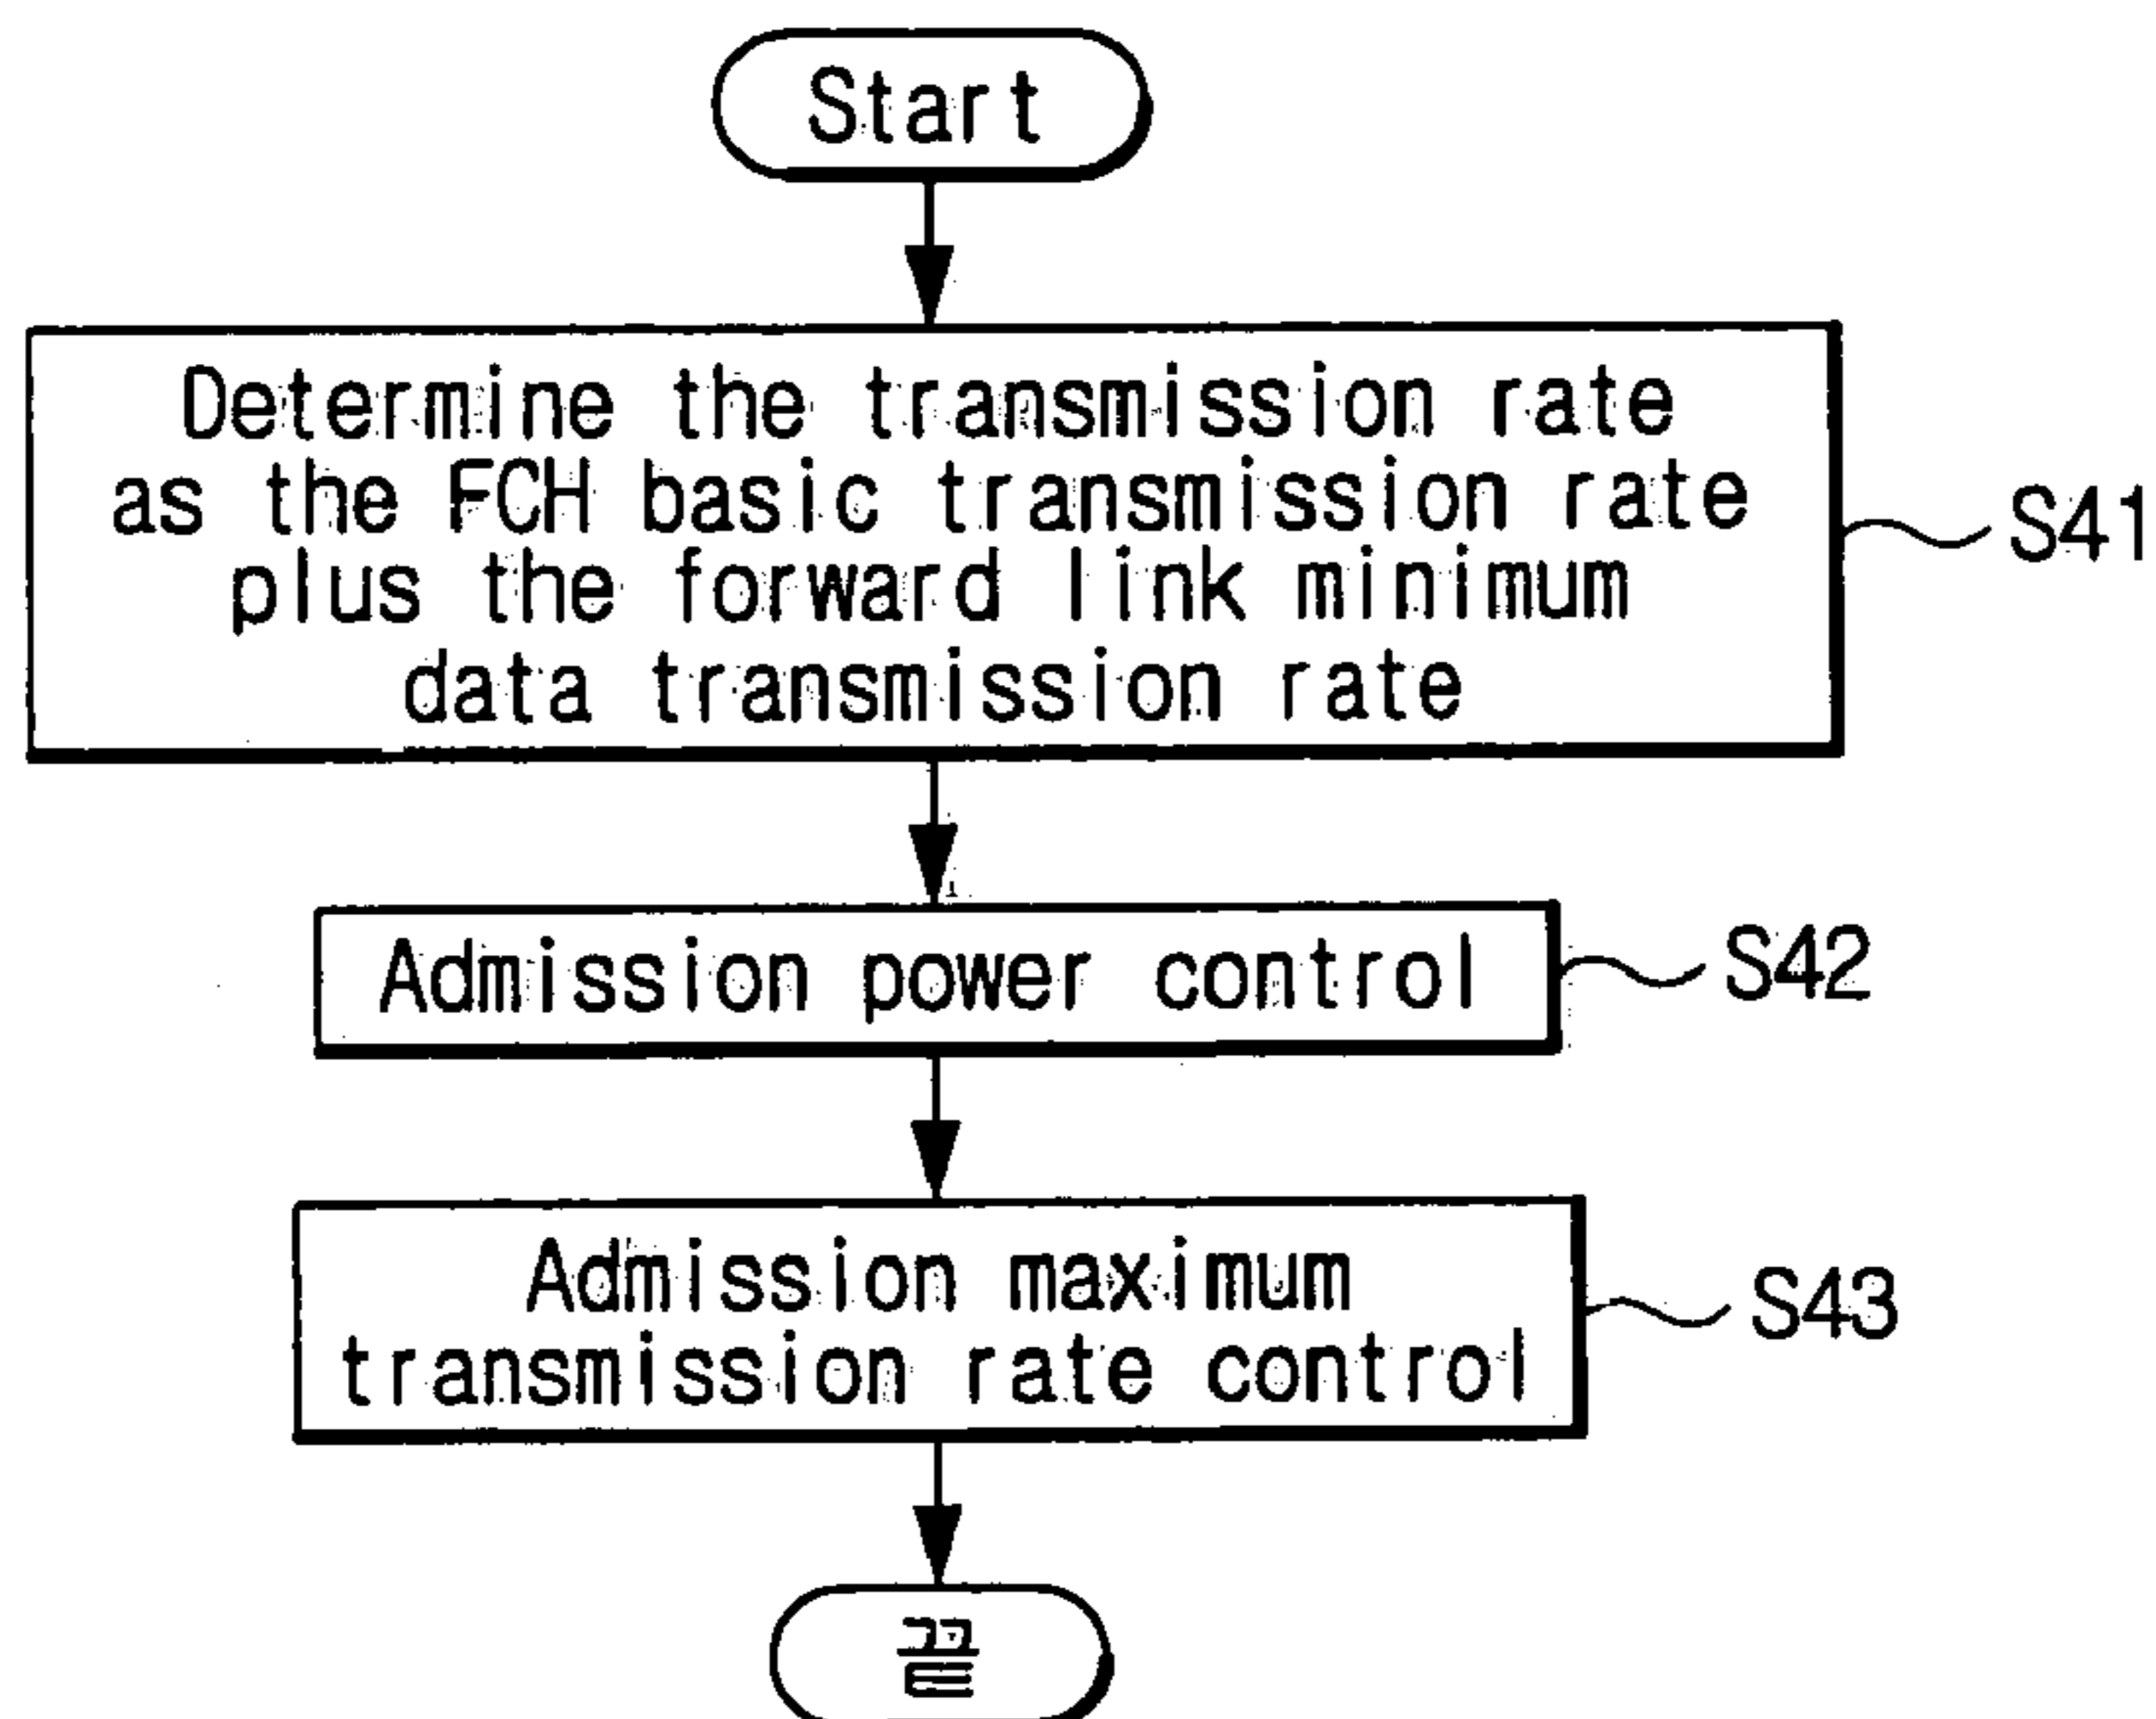 Start
Determine the transmission rate
as the FCH basic transmission rate
plus the forward link minimum
data transmission rate
S41
Admission power control
S42
Admission maximum
transmission rate control
S43
끝